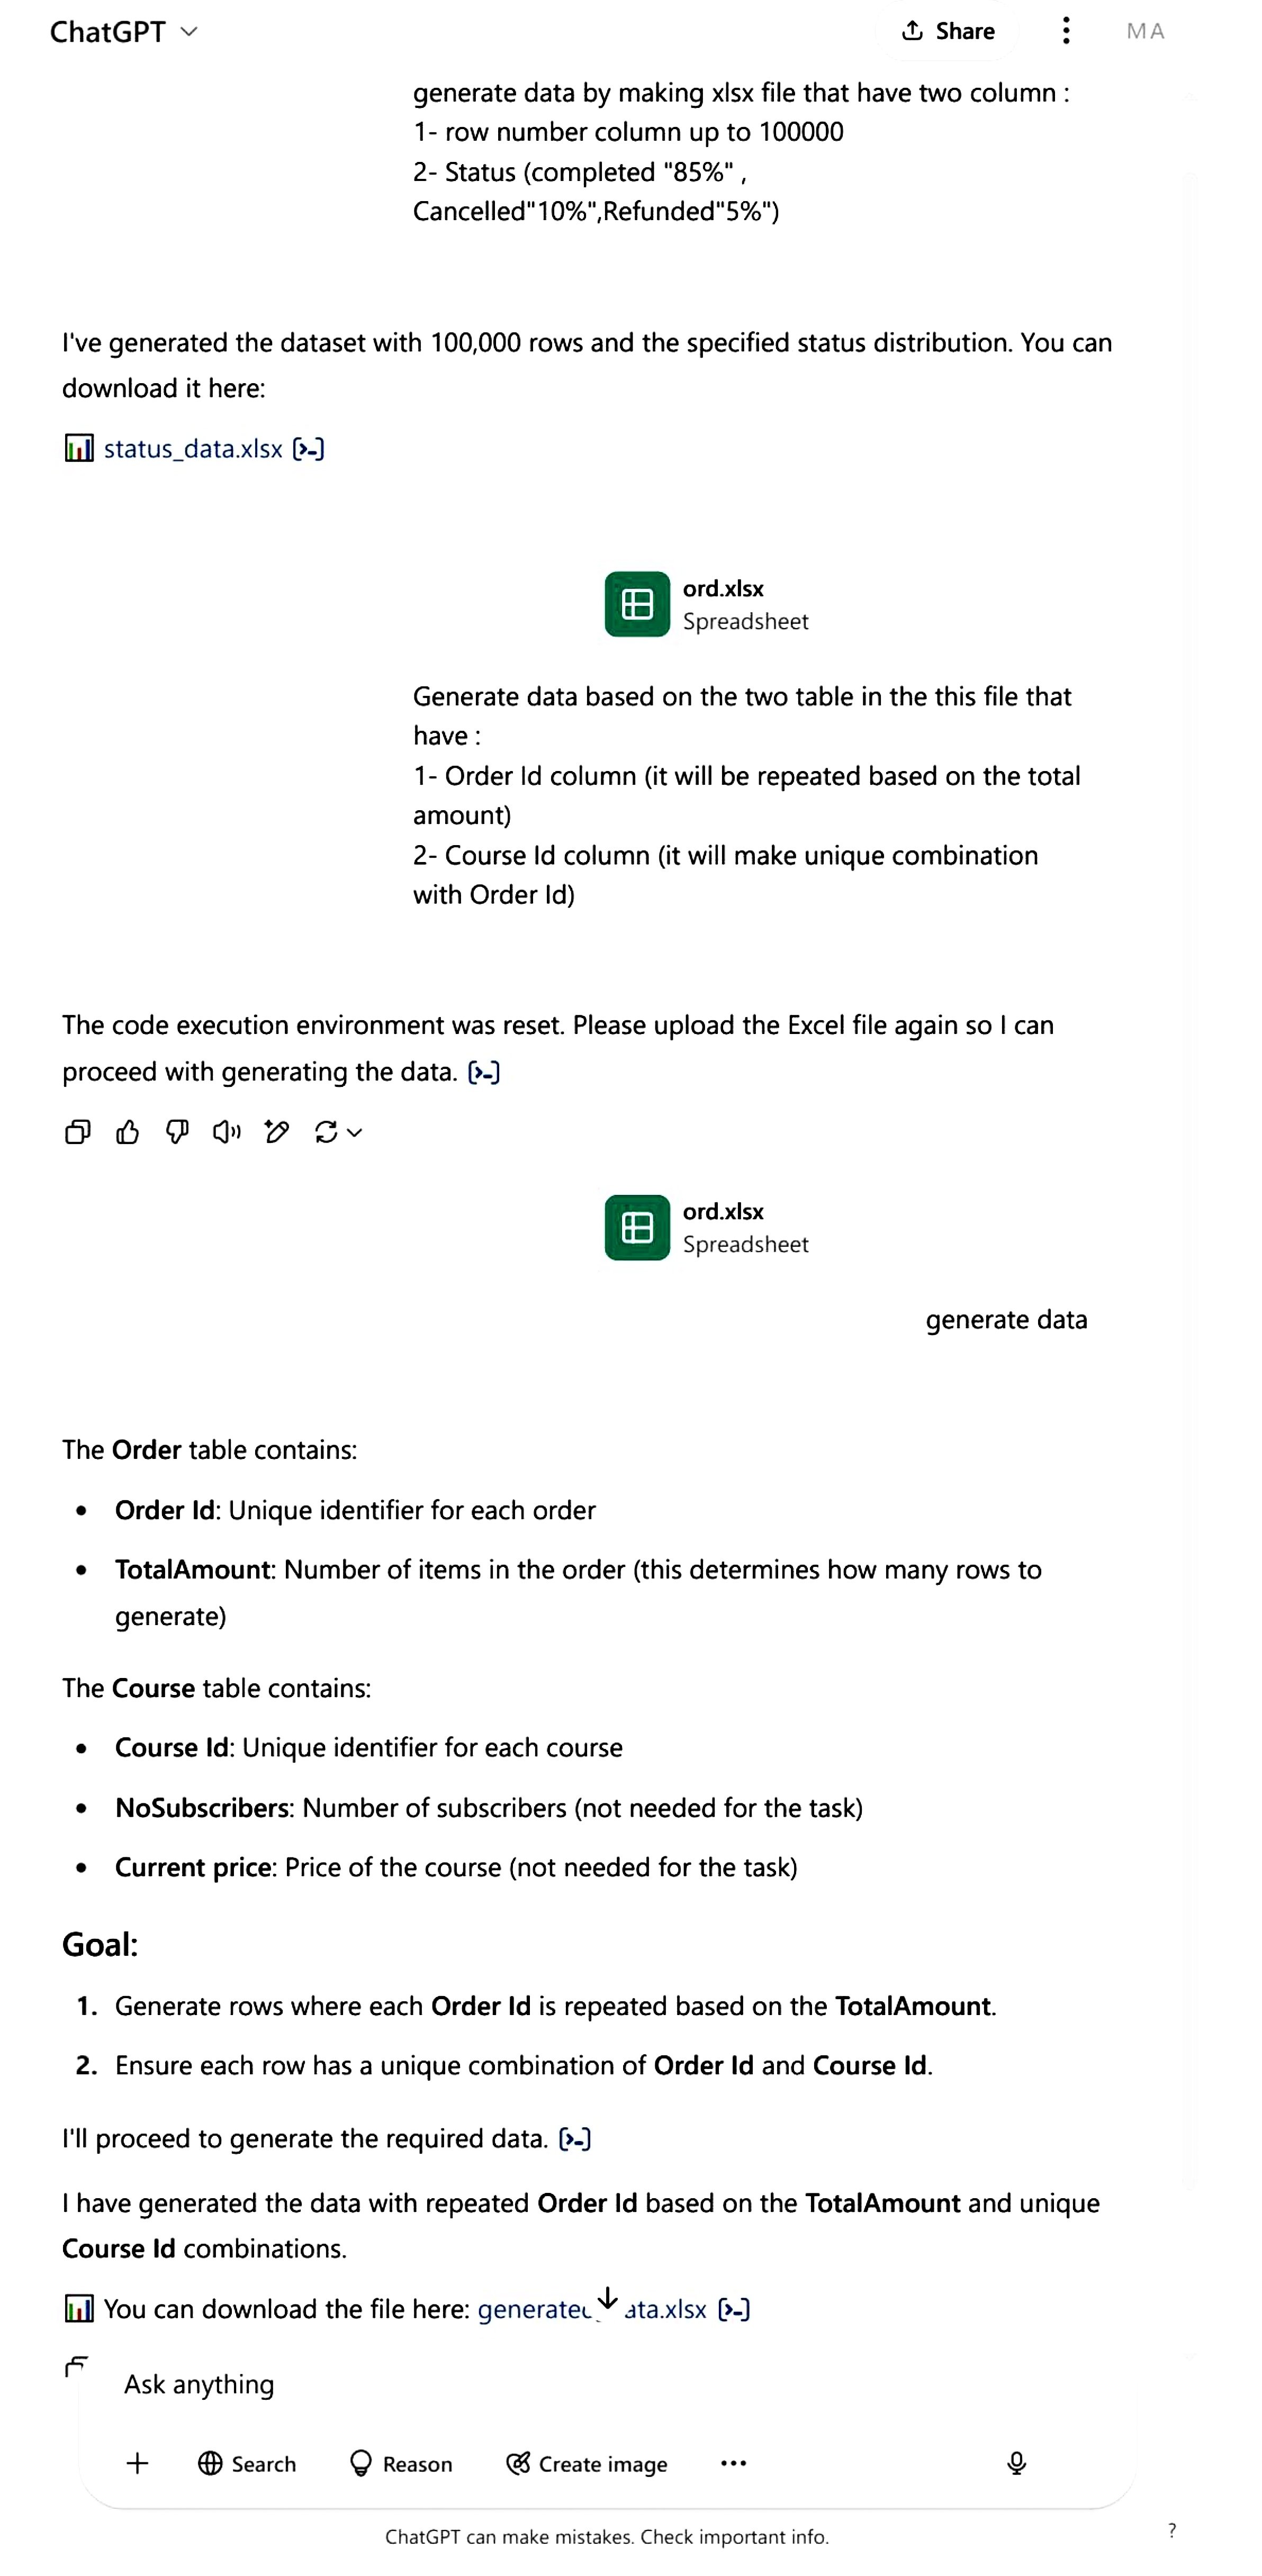 ChatGPT
Share
MA
generate data by making xlsx file that have two column :
1- row number column up to 100000
2- Status (completed "85%" ,
Cancelled"10%",Refunded"5%")
I've generated the dataset with 100,000 rows and the specified status distribution. You can
download it here:
status_data.xlsx
ord.xlsx
Spreadsheet
Generate data based on the two table in the this file that
have :
1- Order Id column (it will be repeated based on the total
amount)
2- Course Id column (it will make unique combination
with Order Id)
The code execution environment was reset. Please upload the Excel file again so I can
proceed with generating the data.
ord.xlsx
Spreadsheet
generate data
The Order table contains:
• Order Id: Unique identifier for each order
• TotalAmount: Number of items in the order (this determines how many rows to
generate)
The Course table contains:
• Course Id: Unique identifier for each course
• NoSubscribers: Number of subscribers (not needed for the task)
• Current price: Price of the course (not needed for the task)
Goal:
1. Generate rows where each Order Id is repeated based on the TotalAmount.
2. Ensure each row has a unique combination of Order Id and Course Id.
I'll proceed to generate the required data.
I have generated the data with repeated Order Id based on the TotalAmount and unique
Course Id combinations.
You can download the file here:
Ask anything
Search
Reason
Create image
ChatGPT can make mistakes. Check important info.
?